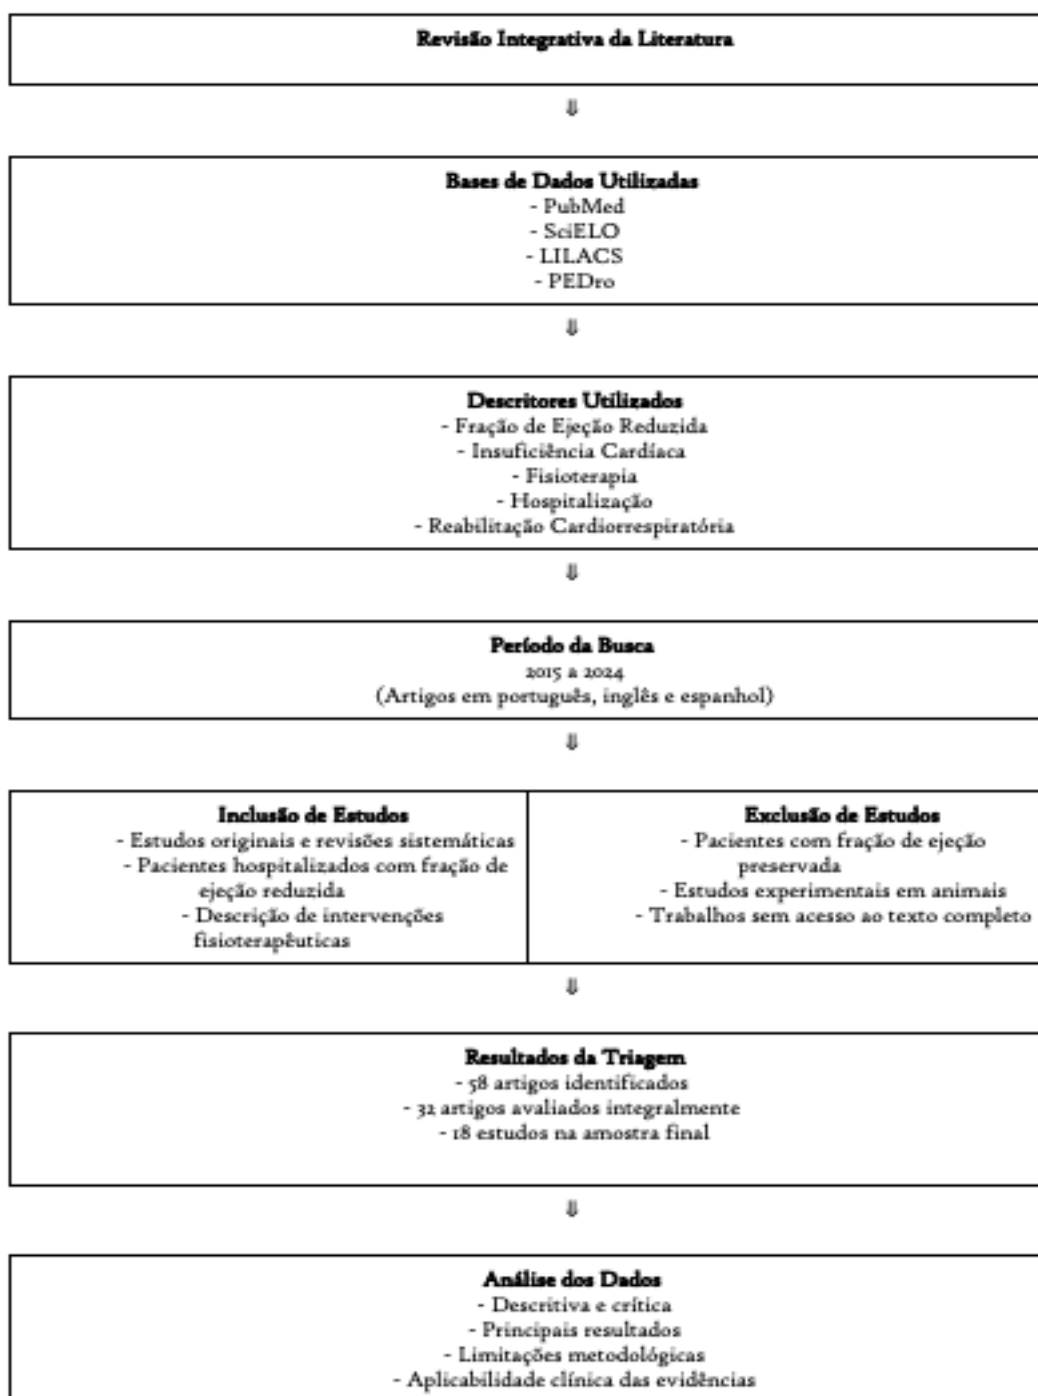 Revisão Integrativa da Literatura
⇓
Bases de Dados Utilizadas
- PubMed
- SciELO
- LILACS
- PEDro
⇓
Descritores Utilizados
- Fração de Ejeção Reduzida
- Insuficiência Cardíaca
- Fisioterapia
- Hospitalização
- Reabilitação Cardiorrespiratória
⇓
Período da Busca
2015 a 2024
(Artigos em português, inglês e espanhol)
⇓
Inclusão de Estudos
- Estudos originais e revisões sistemáticas
- Pacientes hospitalizados com fração de
ejeção reduzida
- Descrição de intervenções
fisioterapêuticas
Exclusão de Estudos
- Pacientes com fração de ejeção
preservada
- Estudos experimentais em animais
- Trabalhos sem acesso ao texto completo
⇓
Resultados da Triagem
- 58 artigos identificados
- 32 artigos avaliados integralmente
- 18 estudos na amostra final
⇓
Análise dos Dados
- Descritiva e crítica
- Principais resultados
- Limitações metodológicas
- Aplicabilidade clínica das evidências